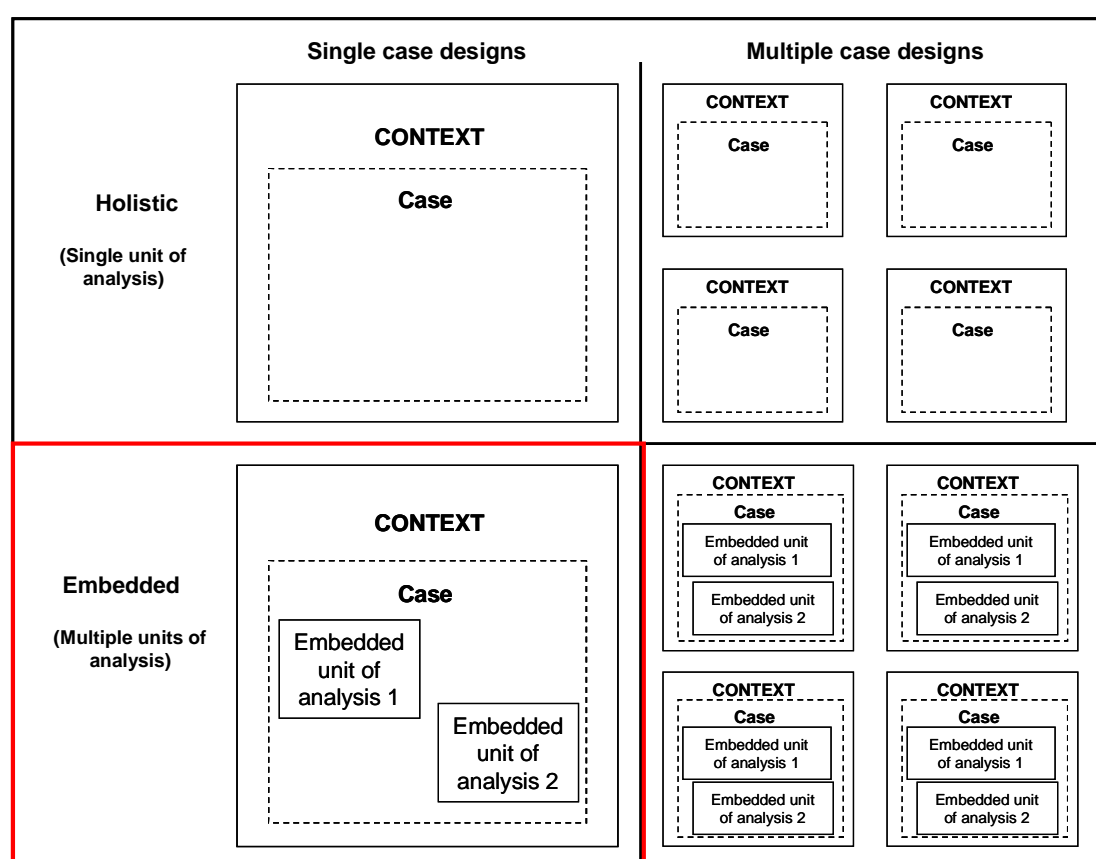 Single case designs
Multiple case designs
Holistic
(Single unit of
analysis)
CONTEXT
Case
CONTEXT
Case
CONTEXT
Case
CONTEXT
Case
CONTEXT
Case
Embedded
(Multiple units of
analysis)
CONTEXT
Case
Embedded
unit of
analysis 1
Embedded
unit of
analysis 2
CONTEXT
Case
Embedded unit
of analysis 1
Embedded unit
of analysis 2
CONTEXT
Case
Embedded unit
of analysis 1
Embedded unit
of analysis 2
CONTEXT
Case
Embedded unit
of analysis 1
Embedded unit
of analysis 2
CONTEXT
Case
Embedded unit
of analysis 1
Embedded unit
of analysis 2